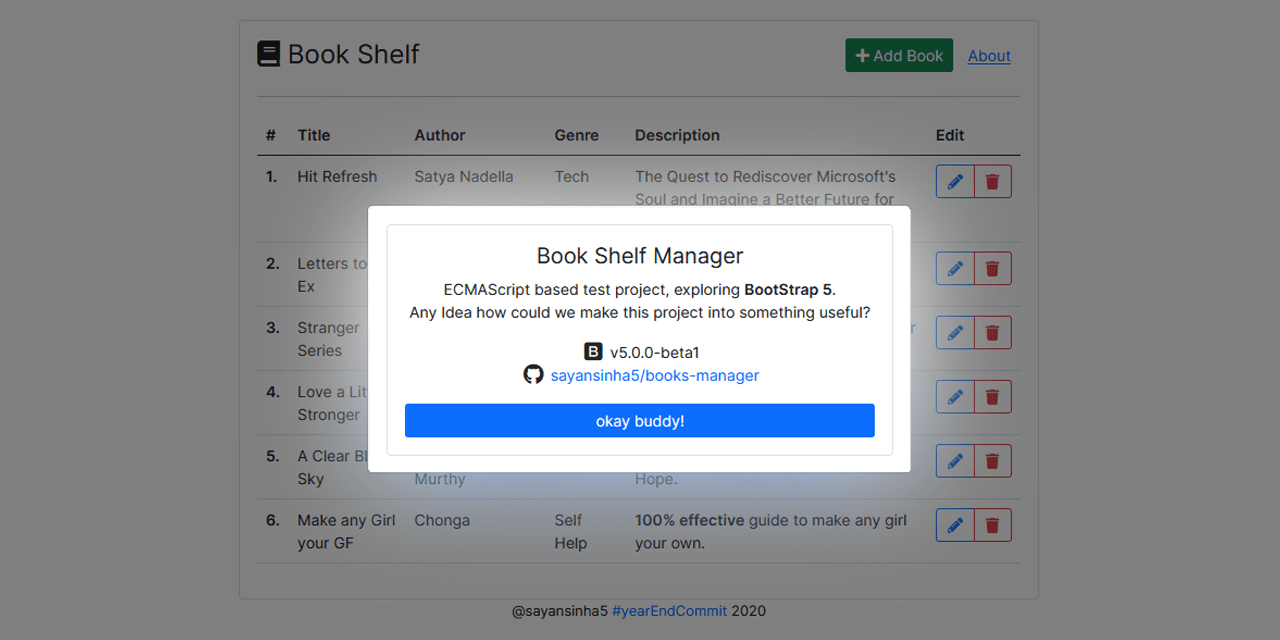 Book Shelf
Add Book About
# Title Author Genre Description Edit
1. Hit Refresh Satya Nadella Tech The Quest to Rediscover Microsoft's
Soul and Imagine a Better Future for
Book Shelf Manager
ECMAScript based test project, exploring BootStrap 5.
Any Idea how could we make this project into something useful?
B v5.0.0-beta1
sayansinha5/books-manager
okay buddy!
2. Letters to
Ex
3. Stranger
Series
4. Love a
Stronger
5. A Clear
Sky Murthy Hope.
6. Make any Girl Chonga Self 100% effective guide to make any girl
your GF Help your own.
@sayansinha5 #yearEndCommit 2020